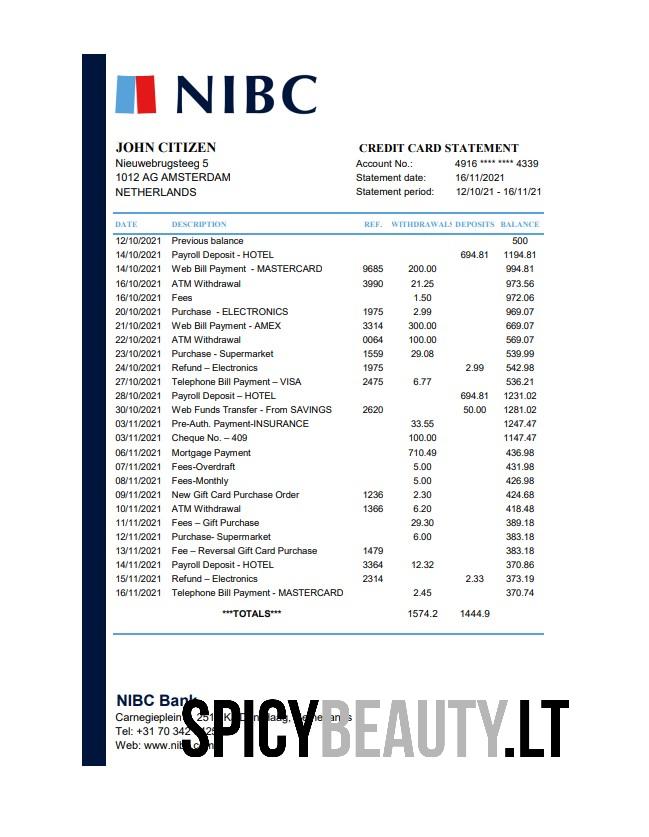 NIBC
JOHN CITIZEN
Nieuwebrugsteeg 5
1012 AG AMSTERDAM
NETHERLANDS
CREDIT CARD STATEMENT
Account No.: 4916 **** **** 4339
Statement date: 16/11/2021
Statement period: 12/10/21 - 16/11/21
DATE DESCRIPTION REF. WITHDRAWALS DEPOSITS BALANCE
12/10/2021 Previous balance 500
14/10/2021 Payroll Deposit - HOTEL 694.81 1194.81
14/10/2021 Web Bill Payment - MASTERCARD 9685 200.00 994.81
16/10/2021 ATM Withdrawal 3990 21.25 973.56
16/10/2021 Fees 1.50 972.06
20/10/2021 Purchase - ELECTRONICS 1975 2.99 969.07
21/10/2021 Web Bill Payment - AMEX 3314 300.00 669.07
22/10/2021 ATM Withdrawal 0064 100.00 569.07
23/10/2021 Purchase - Supermarket 1559 29.08 539.99
24/10/2021 Refund – Electronics 1975 2.99 542.98
27/10/2021 Telephone Bill Payment – VISA 2475 6.77 536.21
28/10/2021 Payroll Deposit – HOTEL 694.81 1231.02
30/10/2021 Web Funds Transfer - From SAVINGS 2620 50.00 1281.02
03/11/2021 Pre-Auth. Payment-INSURANCE 33.55 1247.47
03/11/2021 Cheque No. – 409 100.00 1147.47
06/11/2021 Mortgage Payment 710.49 436.98
07/11/2021 Fees-Overdraft 5.00 431.98
08/11/2021 Fees-Monthly 5.00 426.98
09/11/2021 New Gift Card Purchase Order 1236 2.30 424.68
10/11/2021 ATM Withdrawal 1366 6.20 418.48
11/11/2021 Fees – Gift Purchase 29.30 389.18
12/11/2021 Purchase- Supermarket 6.00 383.18
13/11/2021 Fee – Reversal Gift Card Purchase 1479 383.18
14/11/2021 Payroll Deposit - HOTEL 3364 12.32 370.86
15/11/2021 Refund – Electronics 2314 2.33 373.19
16/11/2021 Telephone Bill Payment - MASTERCARD 2.45 370.74
***TOTALS*** 1574.2 1444.9
NIBC Bank
Carnegieplein
Tel: +31 70 342
Web:
SPICYBEAUTY.LT